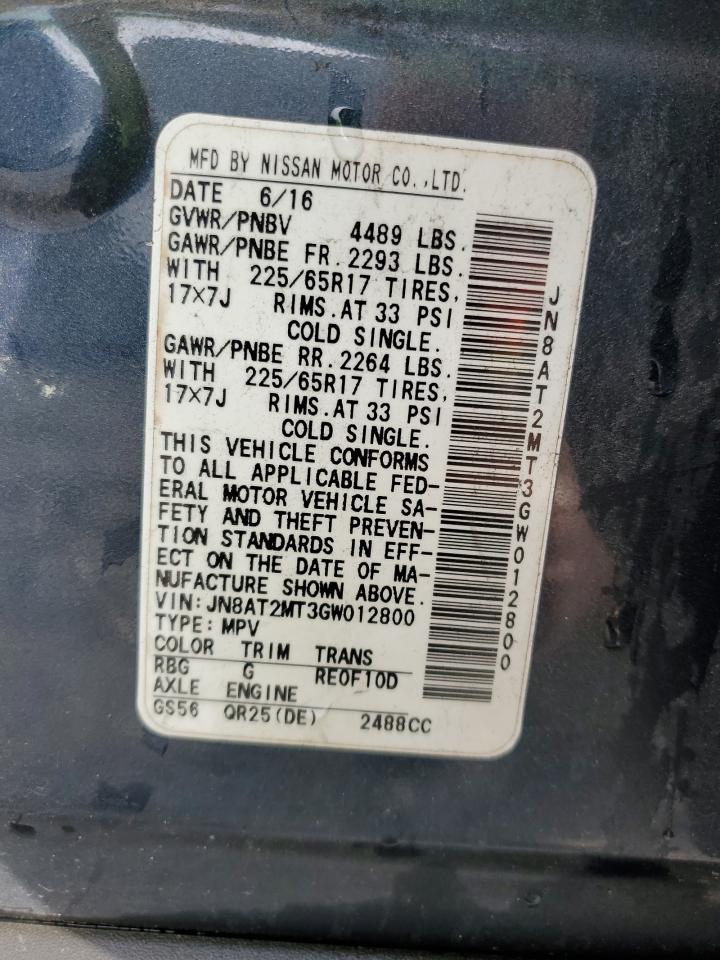 MFD BY NISSAN MOTOR CO.,LTD.
DATE 6/16
GVWR/PNBV 4489 LBS.
GAWR/PNBE FR.2293 LBS.
WITH 225/65R17 TIRES,
17X7J RIMS.AT 33 PSI
COLD SINGLE.
GAWR/PNBE RR.2264 LBS.
WITH 225/65R17 TIRES,
17X7J RIMS.AT 33 PSI
COLD SINGLE.
THIS VEHICLE CONFORMS
TO ALL APPLICABLE FED-
ERAL MOTOR VEHICLE SA-
FETY AND THEFT PREVEN-
TION STANDARDS IN EFF-
ECT ON THE DATE OF MA-
NUFACTURE SHOWN ABOVE.
VIN:JN8AT2MT3GW012800
TYPE:MPV
COLOR TRIM TRANS
RBG G RE0F10D
AXLE ENGINE
GS56 QR25(DE) 2488CC
JN8AT2MT3GW012800